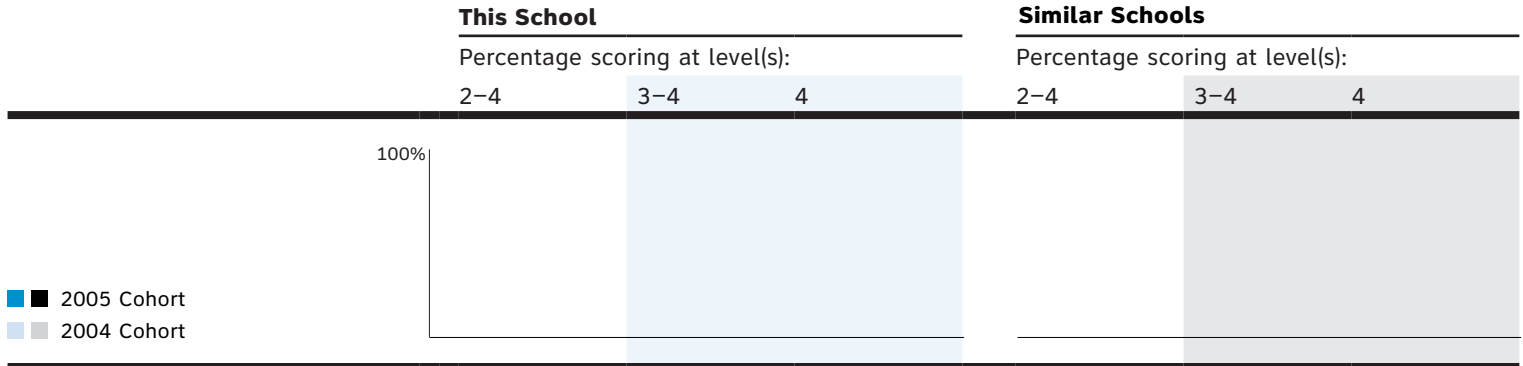 This School
Similar Schools
Percentage scoring at level(s):
Percentage scoring at level(s):
2–4 3–4 4
2–4 3–4 4
100%
2005 Cohort
2004 Cohort